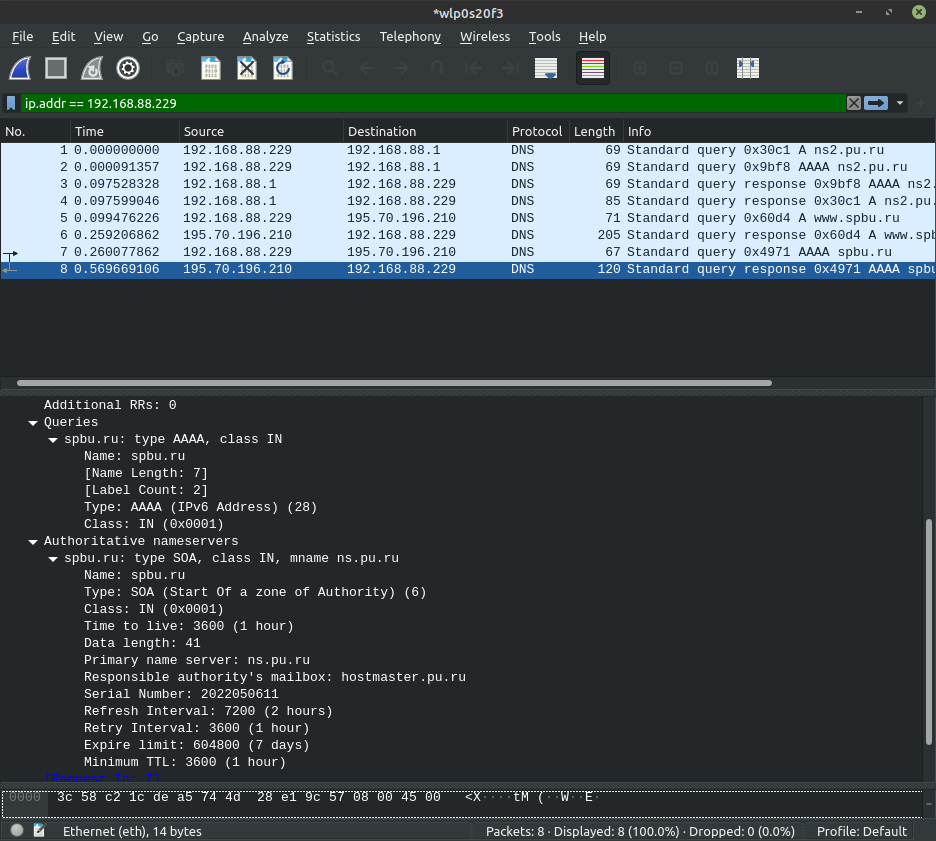 *wlp0s20f3
File Edit View Go Capture Analyze Statistics Telephony Wireless Tools Help
ip.addr == 192.168.88.229
No. Time Source Destination Protocol Length Info
1 0.000000000 192.168.88.229 192.168.88.1 DNS 69 Standard query 0x30c1 A ns2.pu.ru
2 0.000091357 192.168.88.229 192.168.88.1 DNS 69 Standard query 0x9bf8 AAAA ns2.pu.ru
3 0.097528328 192.168.88.1 192.168.88.229 DNS 69 Standard query response 0x9bf8 AAAA ns2.
4 0.097599046 192.168.88.1 192.168.88.229 DNS 85 Standard query response 0x30c1 A ns2.pu.
5 0.099476226 192.168.88.229 195.70.196.210 DNS 71 Standard query 0x60d4 A www.spbu.ru
6 0.259206862 195.70.196.210 192.168.88.229 DNS 205 Standard query response 0x60d4 A www.spb
7 0.260077862 192.168.88.229 195.70.196.210 DNS 67 Standard query 0x4971 AAAA spbu.ru
8 0.569669106 195.70.196.210 192.168.88.229 DNS 120 Standard query response 0x4971 AAAA spbu
Additional RRs: 0
Queries
spbu.ru: type AAAA, class IN
Name: spbu.ru
[Name Length: 7]
[Label Count: 2]
Type: AAAA (IPv6 Address) (28)
Class: IN (0x0001)
Authoritative nameservers
spbu.ru: type SOA, class IN, mname ns.pu.ru
Name: spbu.ru
Type: SOA (Start Of a zone of Authority) (6)
Class: IN (0x0001)
Time to live: 3600 (1 hour)
Data length: 41
Primary name server: ns.pu.ru
Responsible authority's mailbox: hostmaster.pu.ru
Serial Number: 2022050611
Refresh Interval: 7200 (2 hours)
Retry Interval: 3600 (1 hour)
Expire limit: 604800 (7 days)
Minimum TTL: 3600 (1 hour)
[Request In: 7]
0000 3c 58 c2 1c de a5 74 4d 28 e1 9c 57 08 00 45 00 <X····tM (··W··E·
Ethernet (eth), 14 bytes Packets: 8 · Displayed: 8 (100.0%) · Dropped: 0 (0.0%) Profile: Default